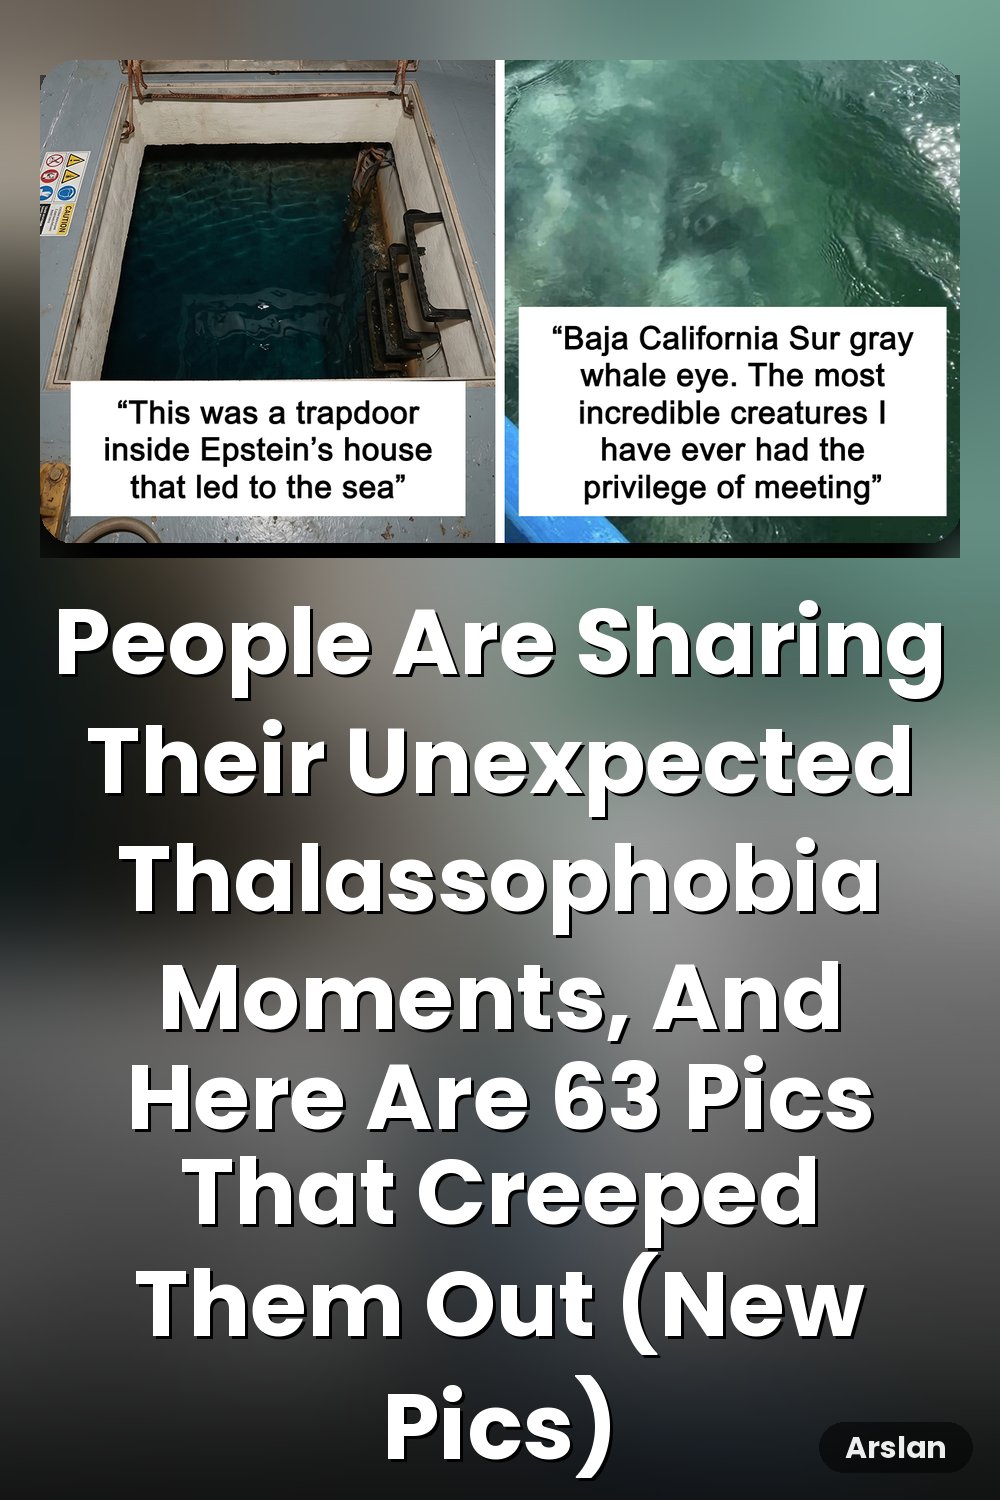 CAUTION
“This was a trapdoor
inside Epstein’s house
that led to the sea”
“Baja California Sur gray
whale eye. The most
incredible creatures I
have ever had the
privilege of meeting”
People Are Sharing
Their Unexpected
Thalassophobia
Moments, And
Here Are 63 Pics
That Creeped
Them Out (New
Pics)
Arslan